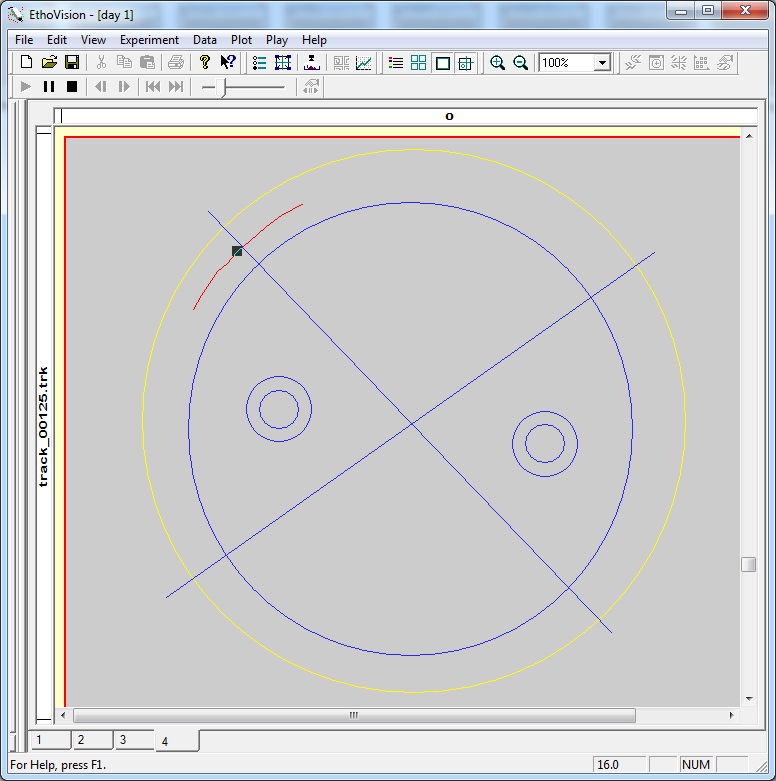 EthoVision - [day 1]
File Edit View Experiment Data Plot Play Help
100%
o
track_00125.trk
1 2 3 4
For Help, press F1. 16.0 NUM